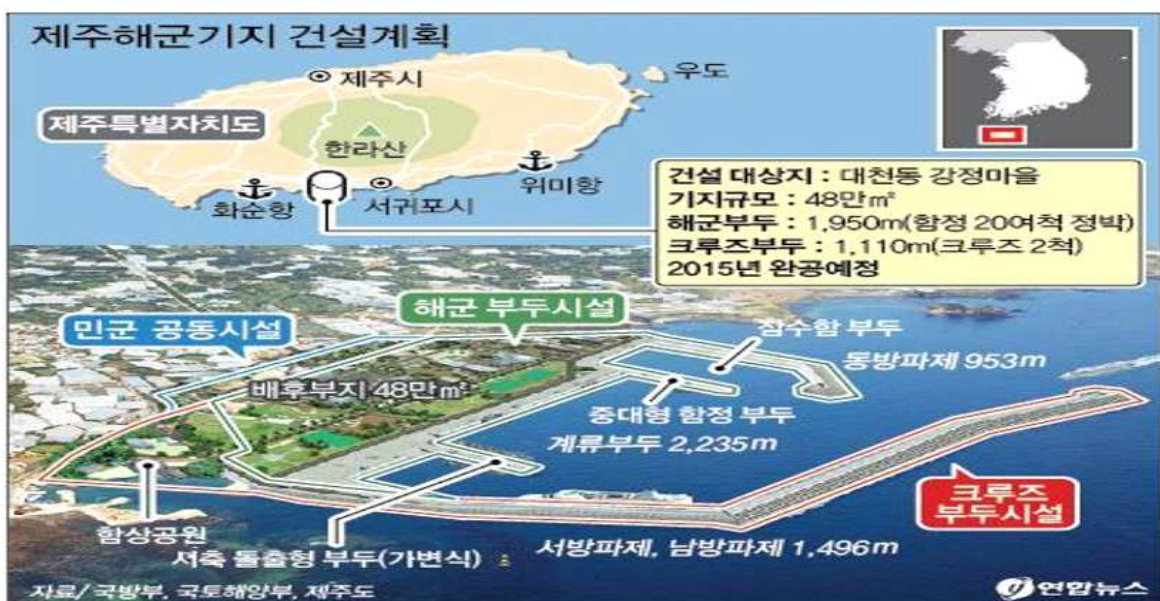 제주해군기지 건설계획
제주시
우도
제주특별자치도
한라산
화순항
서귀포시
위미항
건설 대상지 : 대천동 강정마을
기지규모 : 48만㎡
해군부두 : 1,950m(함정 20여척 정박)
크루즈부두 : 1,110m(크루즈 2척)
2015년 완공예정
민군 공동시설
해군 부두시설
잠수함 부두
동방파제 953m
배후부지 48만㎡
중대형 함정 부두
계류부두 2,235m
크루즈
부두시설
함상공원
서측 돌출형 부두(가변식)
서방파제, 남방파제 1,496m
자료/ 국방부, 국토해양부, 제주도
연합뉴스